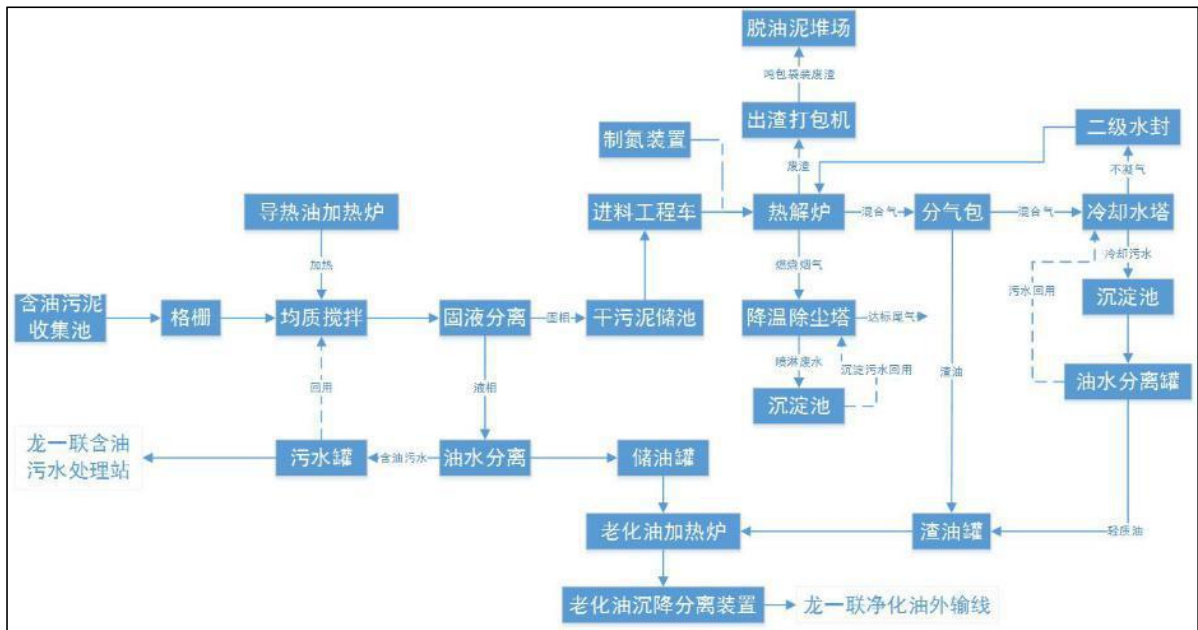 脱油泥堆场
吨包袋装废渣
制氮装置
出渣打包机
二级水封
废渣
不凝气
导热油加热炉
进料工程车
热解炉
混合气
分气包
混合气
冷却水塔
加热
燃烧烟气
冷却污水
污水回用
含油污泥
收集池
格栅
均质搅拌
固液分离
固相
干污泥储池
降温除尘塔
达标尾气
沉淀池
回用
液相
喷淋废水
沉淀污水回用
渣油
油水分离罐
沉淀池
龙一联含油
污水处理站
污水罐
含油污水
油水分离
储油罐
老化油加热炉
渣油罐
轻质油
老化油沉降分离装置
龙一联净化油外输线